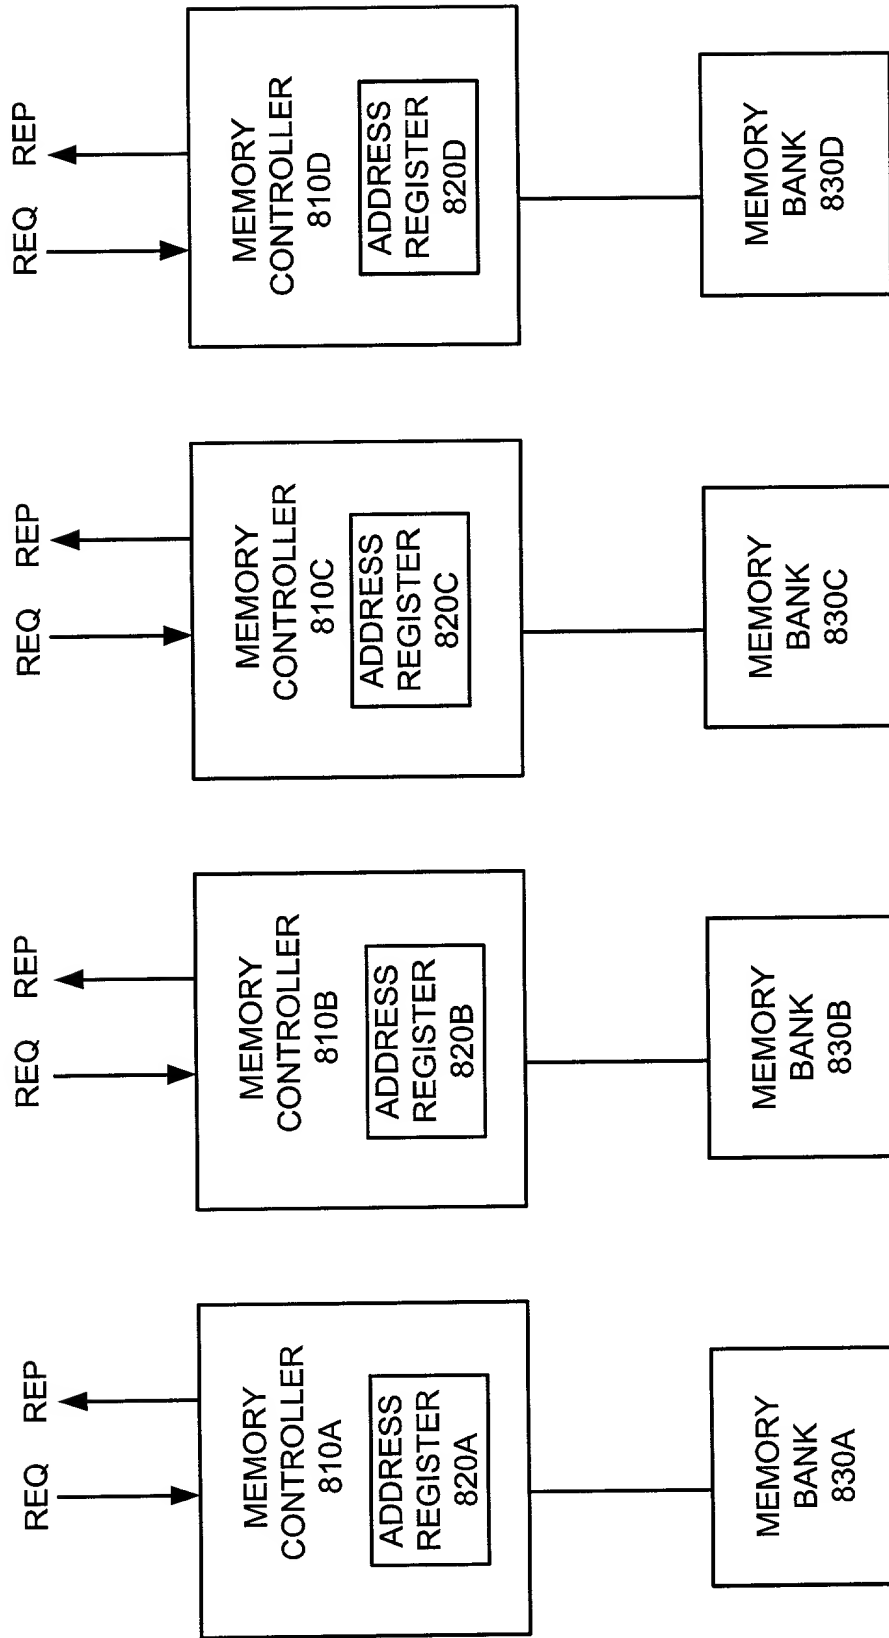 REQ
REP
MEMORY
CONTROLLER
810A
ADDRESS
REGISTER
820A
MEMORY
BANK
830A
REQ
REP
MEMORY
CONTROLLER
810B
ADDRESS
REGISTER
820B
MEMORY
BANK
830B
REQ
REP
MEMORY
CONTROLLER
810C
ADDRESS
REGISTER
820C
MEMORY
BANK
830C
REQ
REP
MEMORY
CONTROLLER
810D
ADDRESS
REGISTER
820D
MEMORY
BANK
830D